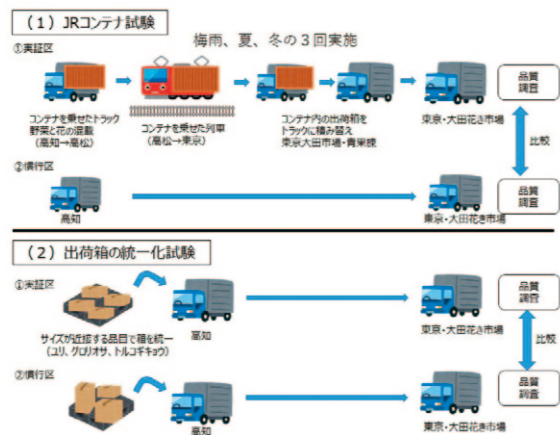 （1）JRコンテナ試験
梅雨、夏、冬の３回実施
①実証区
コンテナを乗せたトラック
野菜と花の混載
（高知→高松）
コンテナを乗せた列車
（高松→東京）
コンテナ内の出荷箱を
トラックに積み替え
東京大田市場・青果棟
東京・大田花き市場
品質
調査
比較
②慣行区
高知
東京・大田花き市場
品質
調査
（2）出荷箱の統一化試験
①実証区
サイズが近接する品目で箱を統一
（ユリ、グロリオサ、トルコギキョウ）
高知
東京・大田花き市場
品質
調査
比較
②慣行区
高知
東京・大田花き市場
品質
調査